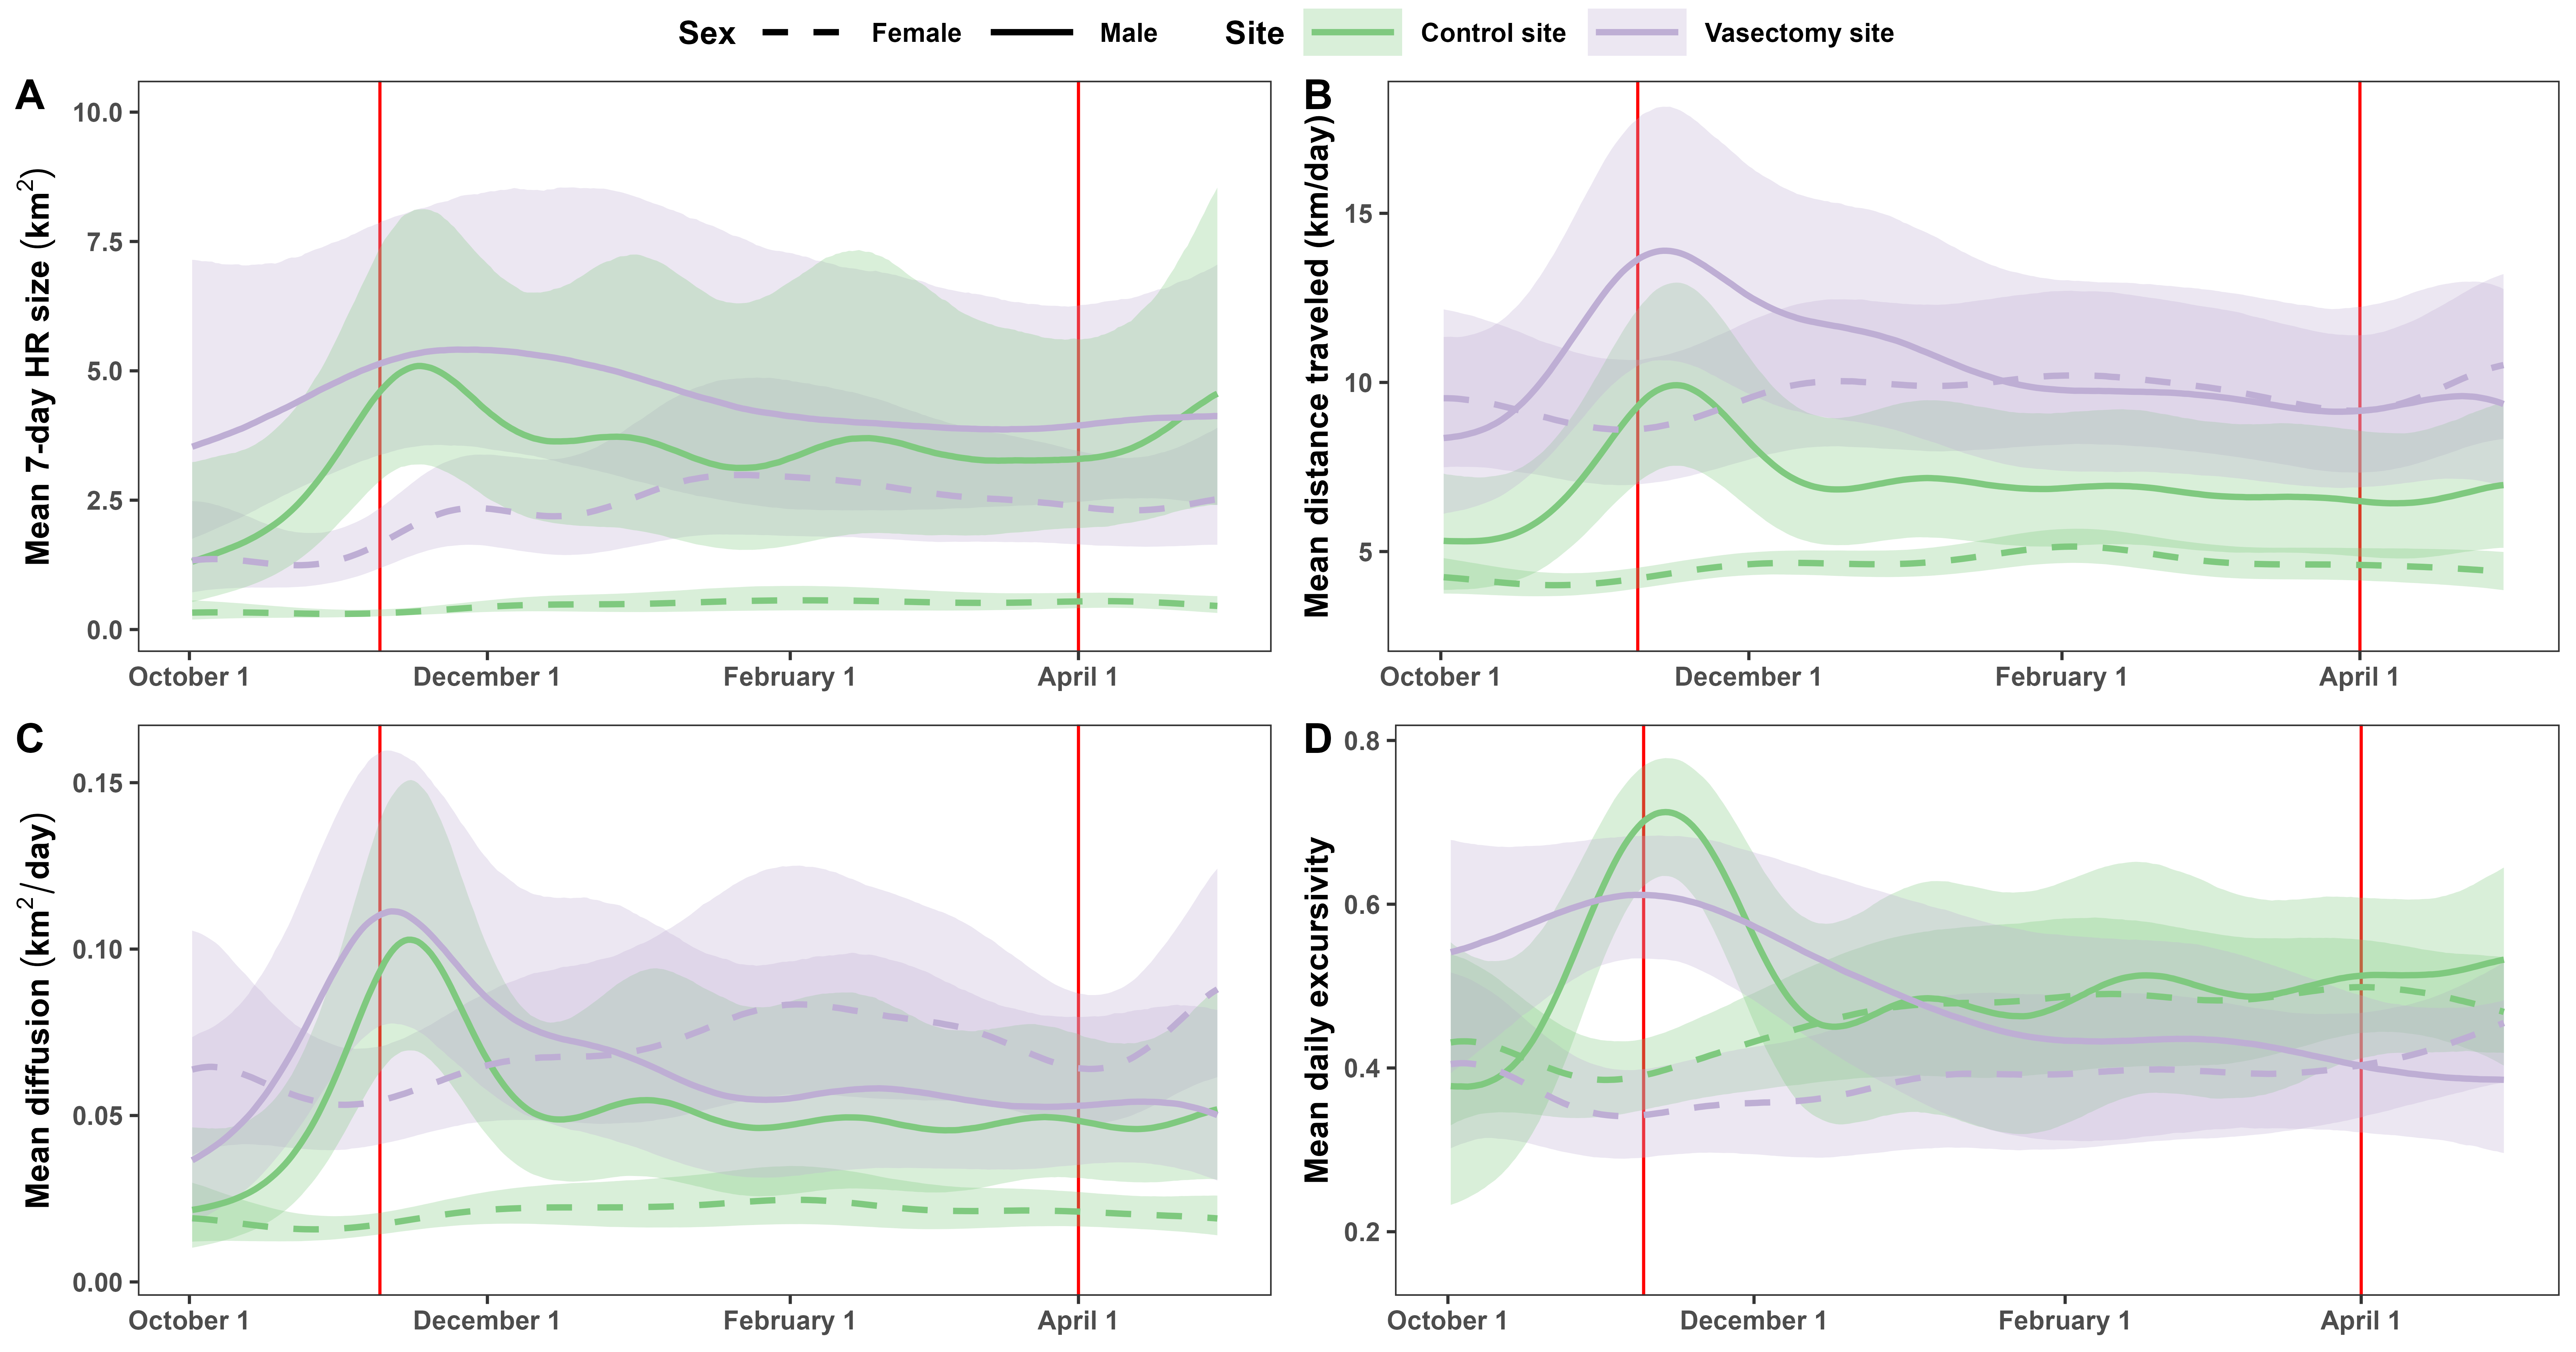 Sex Female Male Site Control site Vasectomy site
A
Mean 7-day HR size (km²)
10.0
7.5
5.0
2.5
0.0
October 1 December 1 February 1 April 1
B
Mean distance traveled (km/day)
15
10
5
October 1 December 1 February 1 April 1
C
Mean diffusion (km²/day)
0.15
0.10
0.05
0.00
October 1 December 1 February 1 April 1
D
Mean daily excursivity
0.8
0.6
0.4
0.2
October 1 December 1 February 1 April 1